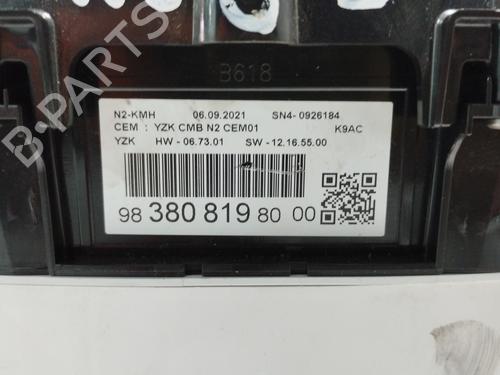 B618
N2-KMH 06.09.2021 SN4- 0926184
CEM : YZK CMB N2 CEM01 K9AC
YZK HW - 06.73.01 SW - 12.16.55.00
98 380 819 80 00
B-PARTS